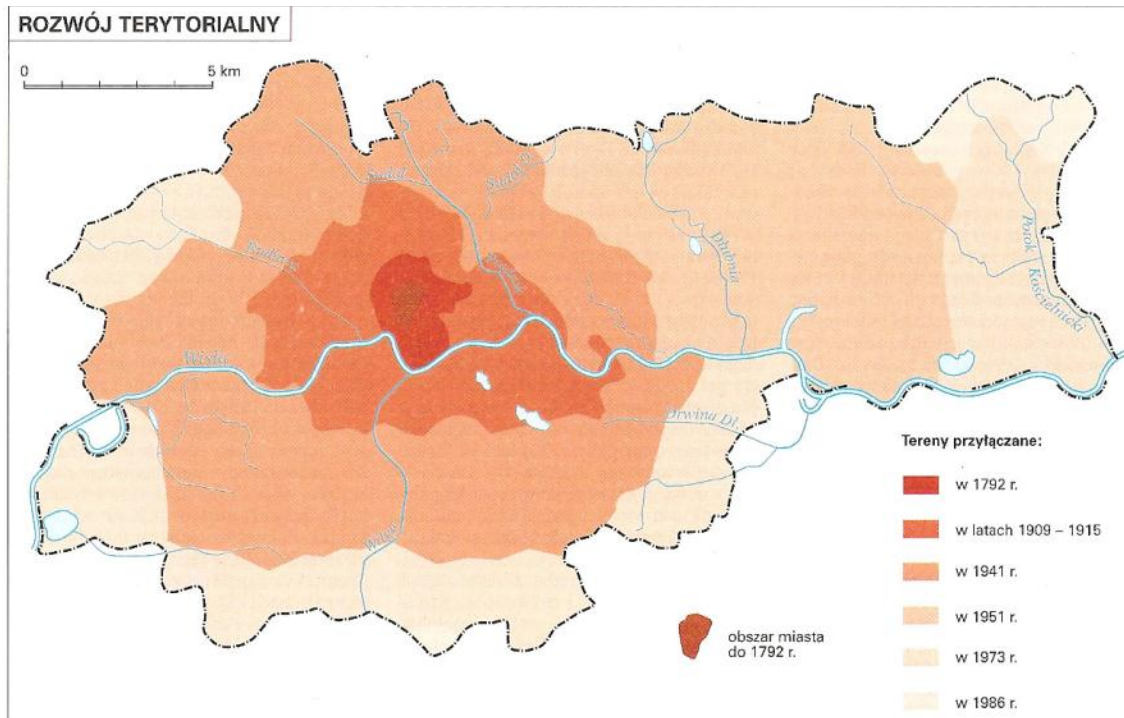 ROZWÓJ TERYTORIALNY
0 5 km
Sudół
Sudół D.
Rudawa
Dłubnia
Potok
Kościelnicki
Wisła
Drwina Dł.
Wilga
Tereny przyłączane:
w 1792 r.
w latach 1909 – 1915
w 1941 r.
w 1951 r.
w 1973 r.
w 1986 r.
obszar miasta
do 1792 r.